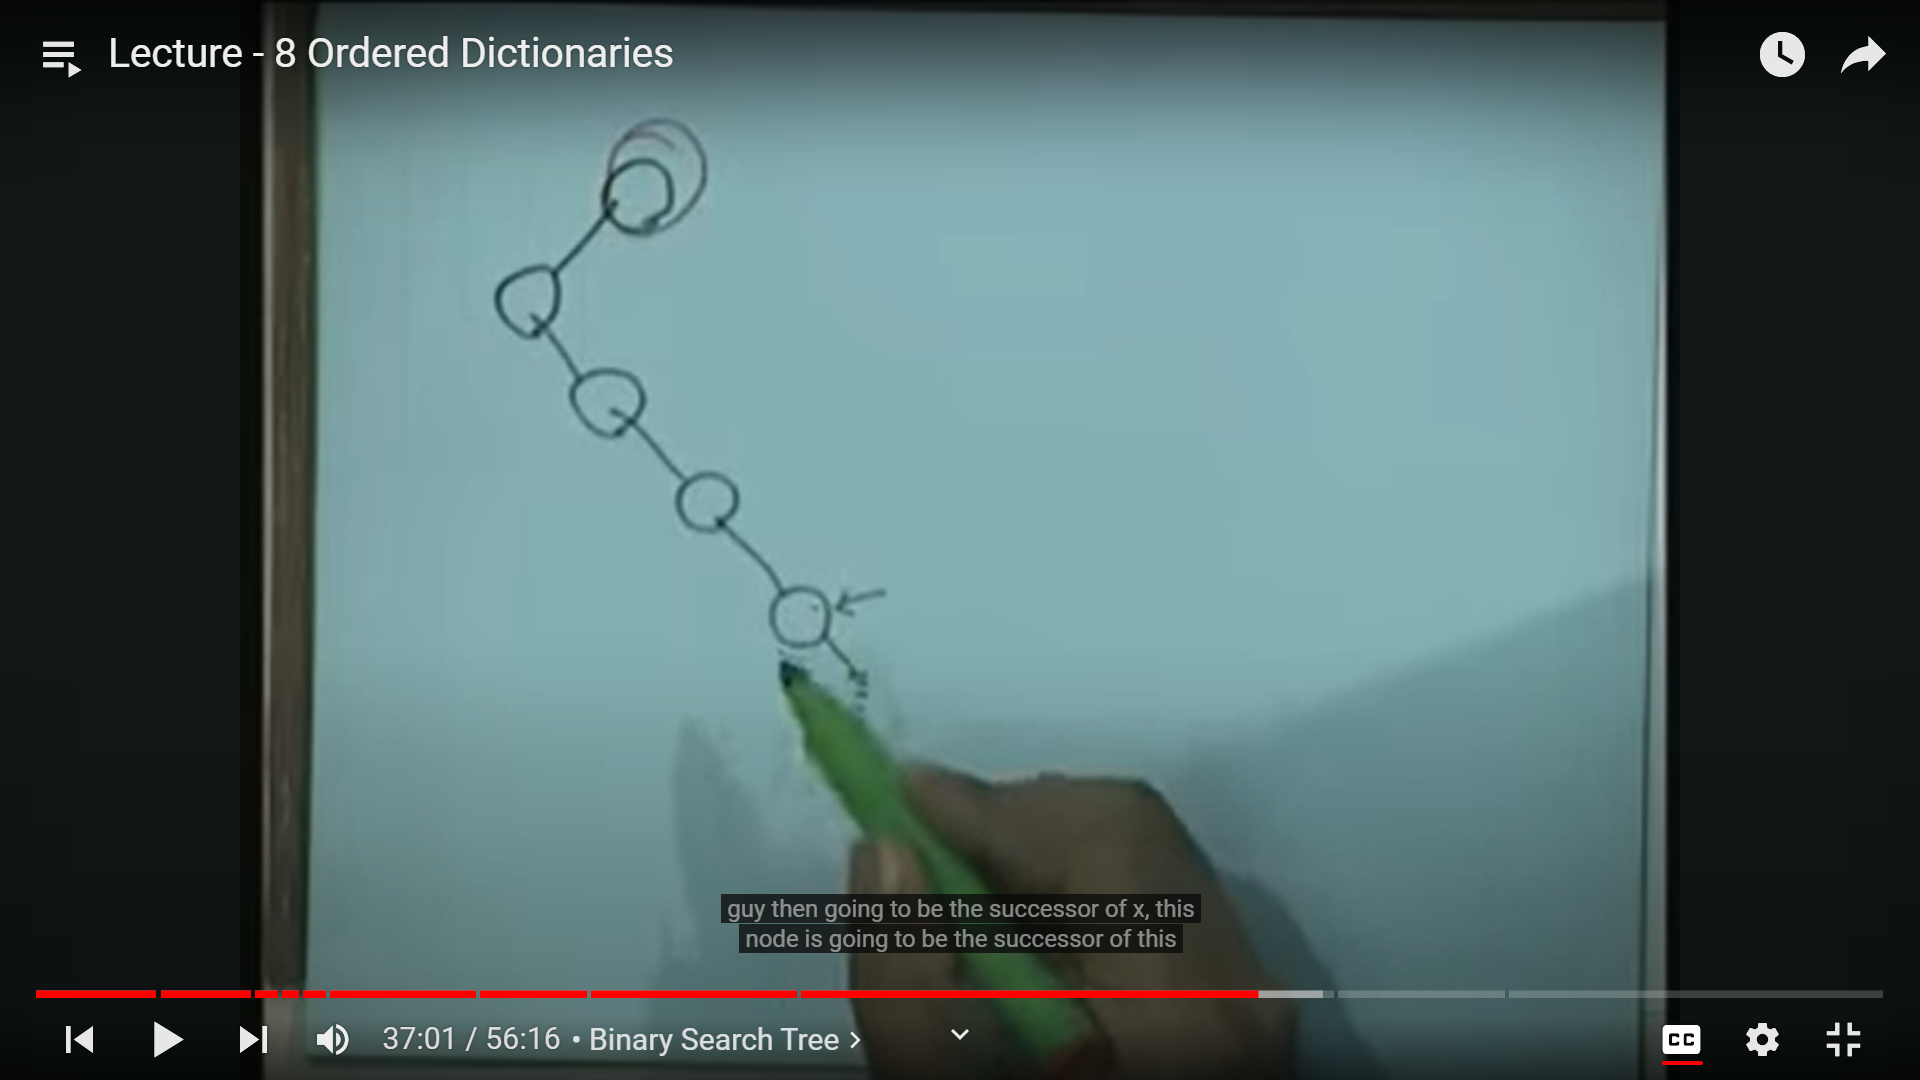 Lecture - 8 Ordered Dictionaries
guy then going to be the successor of x, this
node is going to be the successor of this
37:01 / 56:16 • Binary Search Tree >
CC